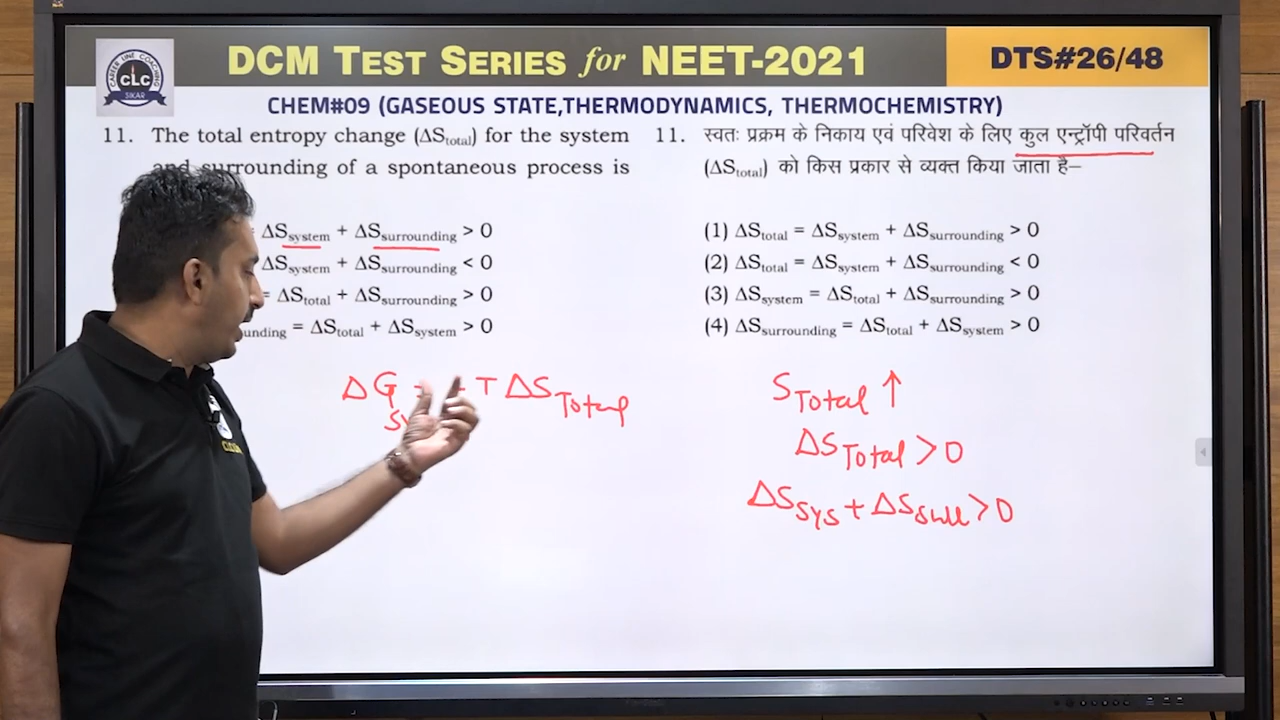 DCM TEST SERIES for NEET-2021
DTS#26/48
CAREER LINE COACHING
CLC
SIKAR
CHEM#09 (GASEOUS STATE,THERMODYNAMICS, THERMOCHEMISTRY)
11. The total entropy change (ΔStotal) for the system
and surrounding of a spontaneous process is
= ΔSsystem + ΔSsurrounding > 0
ΔSsystem + ΔSsurrounding < 0
= ΔStotal + ΔSsurrounding > 0
= ΔStotal + ΔSsystem > 0
ΔG = - T ΔSTotal
11. स्वतः प्रक्रम के निकाय एवं परिवेश के लिए कुल एन्ट्रॉपी परिवर्तन
(ΔStotal) को किस प्रकार से व्यक्त किया जाता है–
(1) ΔStotal = ΔSsystem + ΔSsurrounding > 0
(2) ΔStotal = ΔSsystem + ΔSsurrounding < 0
(3) ΔSsystem = ΔStotal + ΔSsurrounding > 0
(4) ΔSsurrounding = ΔStotal + ΔSsystem > 0
STotal ↑
ΔSTotal > 0
ΔSsys + ΔSsurr > 0